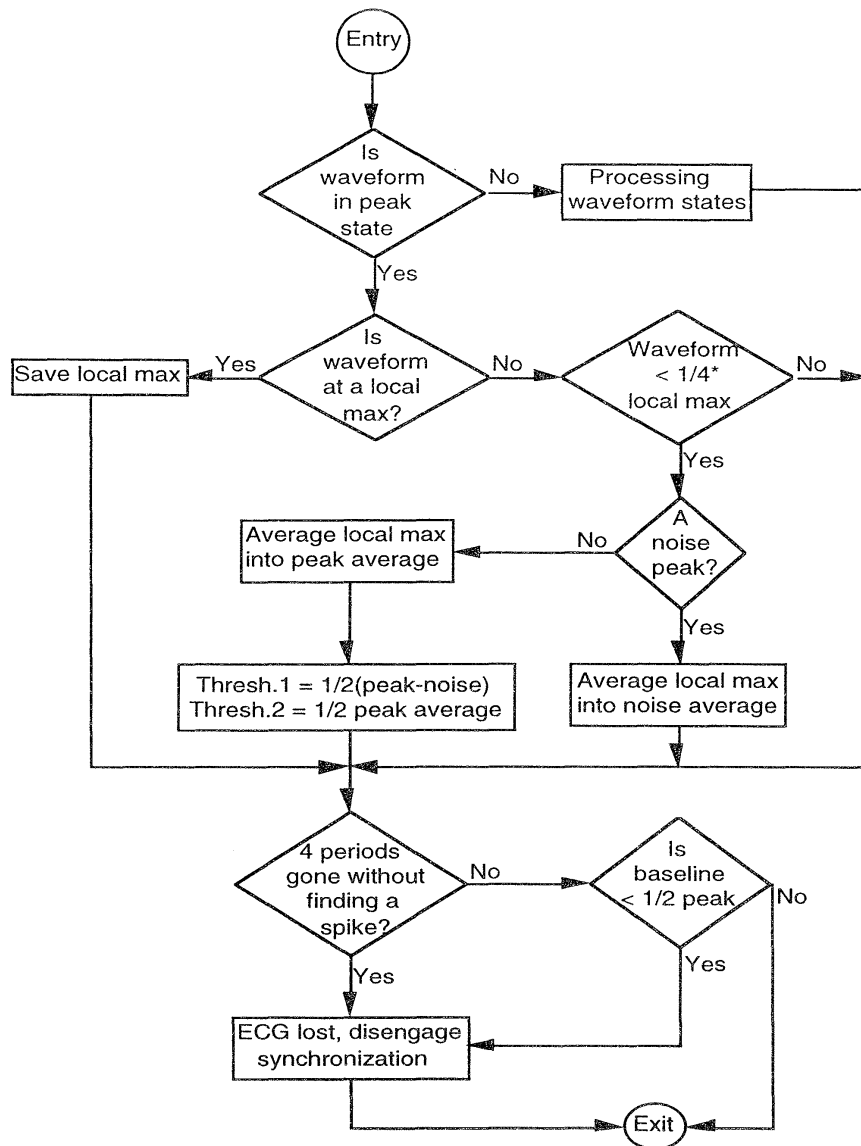 Entry
Is
waveform
in peak
state
No
Processing
waveform states
Yes
Is
waveform
at a local
max?
Yes
Save local max
No
Waveform
< 1/4*
local max
No
Yes
A
noise
peak?
No
Average local max
into peak average
Yes
Thresh.1 = 1/2(peak-noise)
Thresh.2 = 1/2 peak average
Average local max
into noise average
4 periods
gone without
finding a
spike?
No
Is
baseline
< 1/2 peak
No
Yes
Yes
ECG lost, disengage
synchronization
Exit